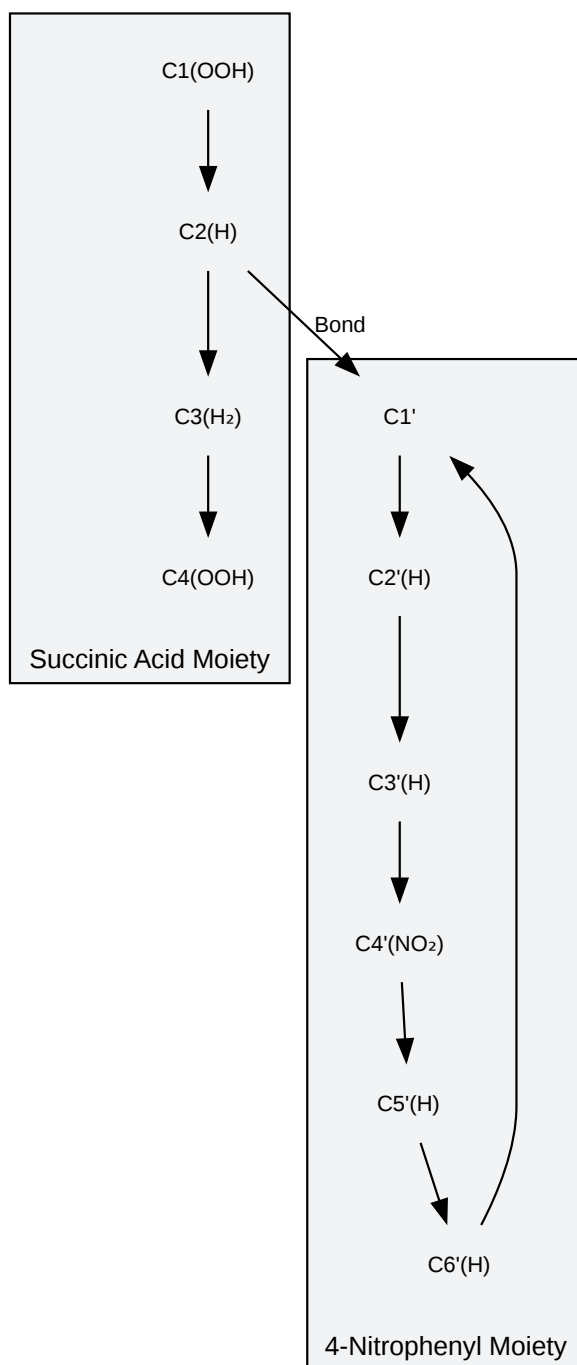 C1(OOH)
C2(H)
Bond
C3(H₂)
C4(OOH)
Succinic Acid Moiety
C1'
C2'(H)
C3'(H)
C4'(NO₂)
C5'(H)
C6'(H)
4-Nitrophenyl Moiety